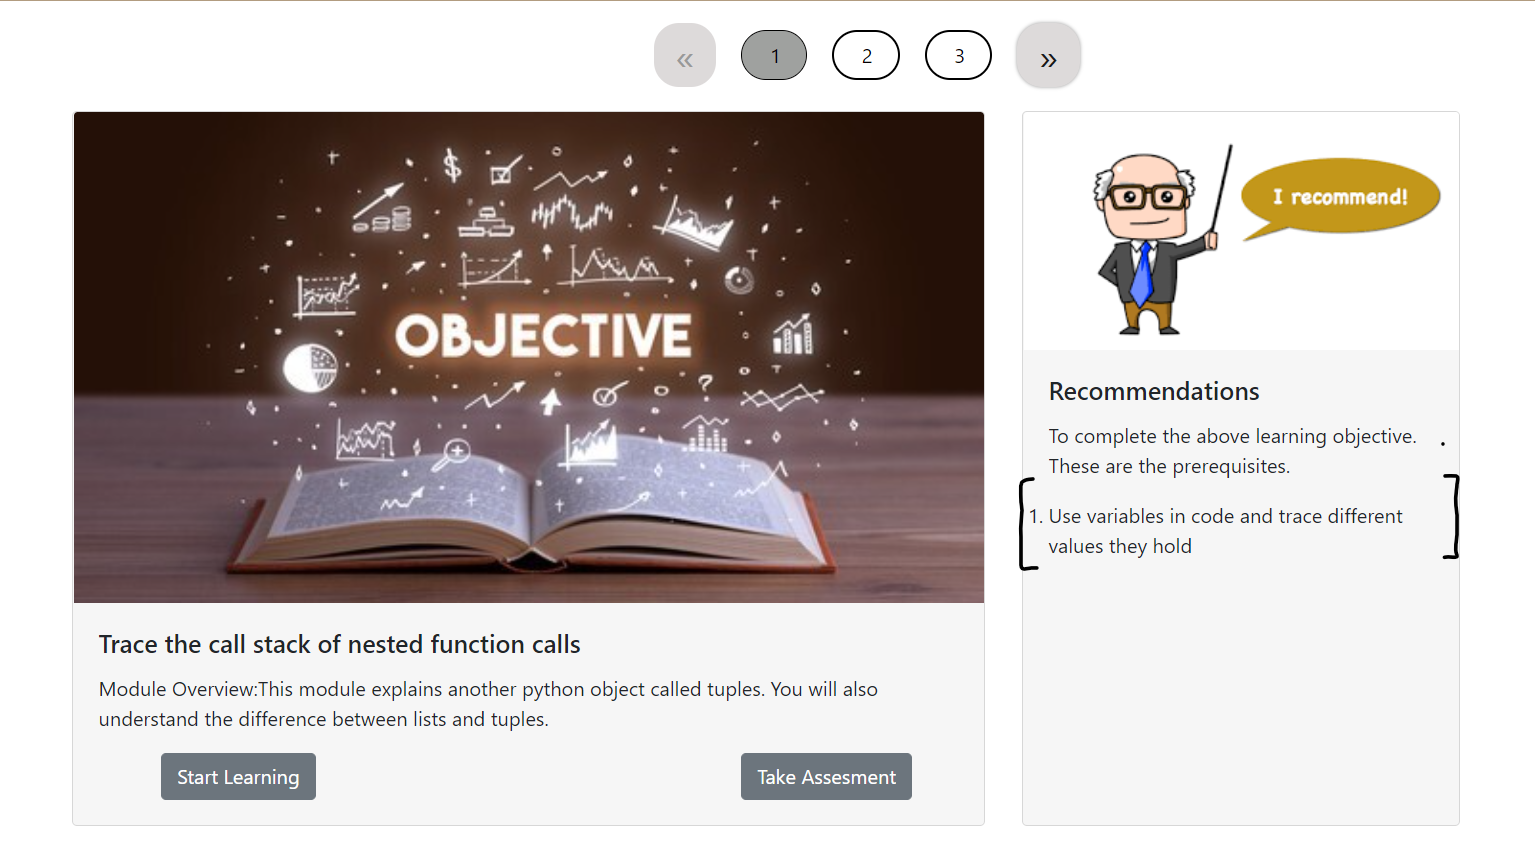 « 1 2 3 »
OBJECTIVE
Trace the call stack of nested function calls
Module Overview:This module explains another python object called tuples. You will also
understand the difference between lists and tuples.
Start Learning
Take Assesment
I recommend!
Recommendations
To complete the above learning objective.
These are the prerequisites.
1. Use variables in code and trace different
values they hold